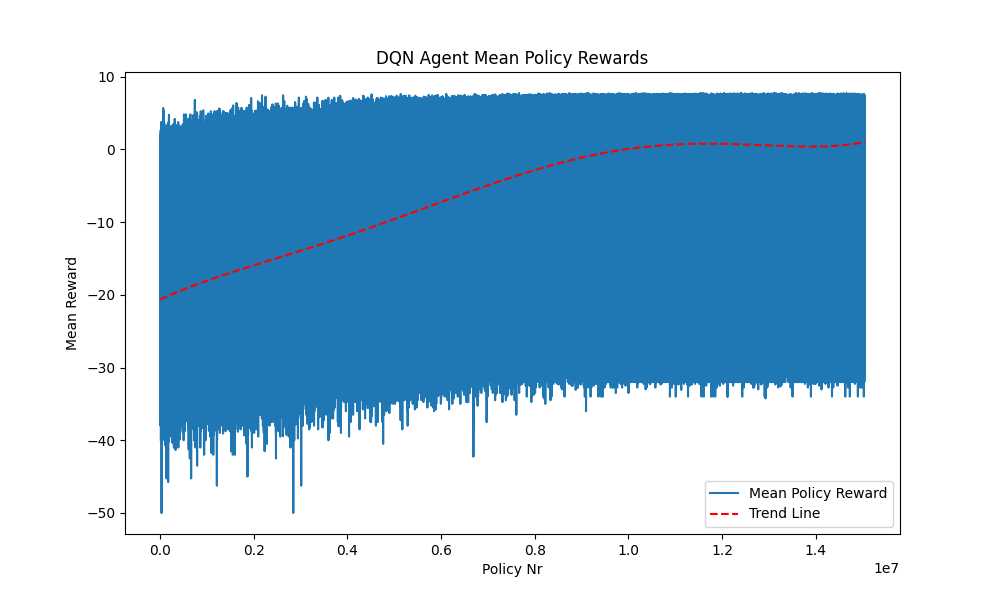 DQN Agent Mean Policy Rewards
10
0
−10
−20
−30
−40
−50
Mean Reward
0.0 0.2 0.4 0.6 0.8 1.0 1.2 1.4
1e7
Policy Nr
Mean Policy Reward
Trend Line